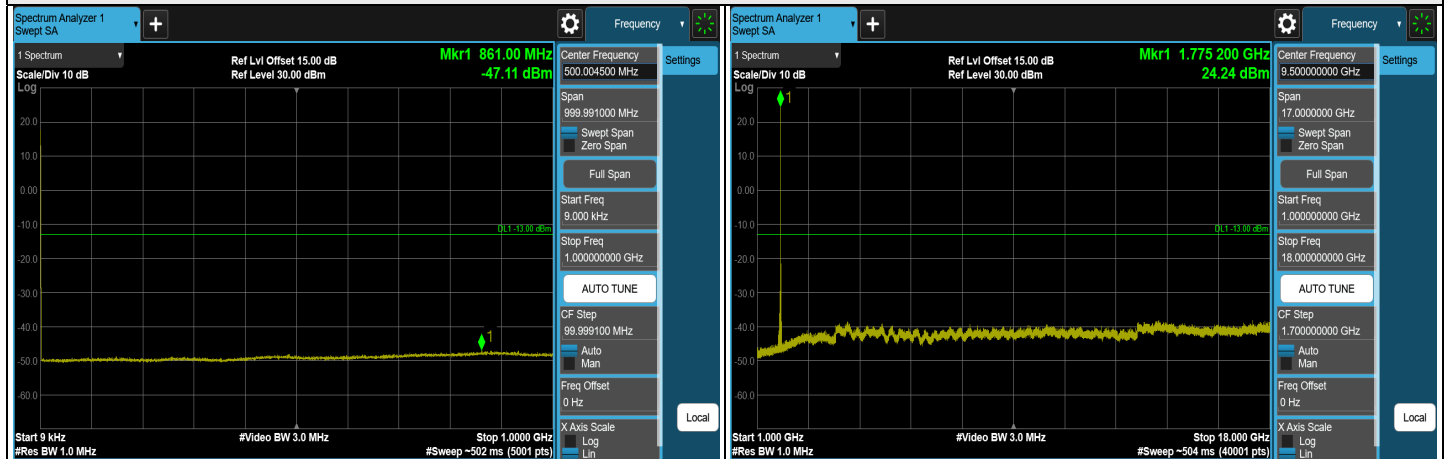 Spectrum Analyzer 1
Swept SA
+
Frequency
1 Spectrum
Scale/Div 10 dB
Log
Ref Lvl Offset 15.00 dB
Ref Level 30.00 dBm
Mkr1 861.00 MHz
-47.11 dBm
20.0
10.0
0.00
-10.0
-20.0
-30.0
-40.0
-50.0
-60.0
DL1 -13.00 dBm
1
Start 9 kHz
#Res BW 1.0 MHz
#Video BW 3.0 MHz
Stop 1.0000 GHz
#Sweep ~502 ms (5001 pts)
Center Frequency
500.004500 MHz
Span
999.991000 MHz
Swept Span
Zero Span
Full Span
Start Freq
9.000 kHz
Stop Freq
1.000000000 GHz
AUTO TUNE
CF Step
99.999100 MHz
Auto
Man
Freq Offset
0 Hz
X Axis Scale
Log
Lin
Settings
Local
Spectrum Analyzer 1
Swept SA
+
Frequency
1 Spectrum
Scale/Div 10 dB
Log
Ref Lvl Offset 15.00 dB
Ref Level 30.00 dBm
Mkr1 1.775 200 GHz
24.24 dBm
1
20.0
10.0
0.00
-10.0
-20.0
-30.0
-40.0
-50.0
-60.0
DL1 -13.00 dBm
Start 1.000 GHz
#Res BW 1.0 MHz
#Video BW 3.0 MHz
Stop 18.000 GHz
#Sweep ~504 ms (40001 pts)
Center Frequency
9.500000000 GHz
Span
17.0000000 GHz
Swept Span
Zero Span
Full Span
Start Freq
1.000000000 GHz
Stop Freq
18.000000000 GHz
AUTO TUNE
CF Step
1.700000000 GHz
Auto
Man
Freq Offset
0 Hz
X Axis Scale
Log
Lin
Settings
Local